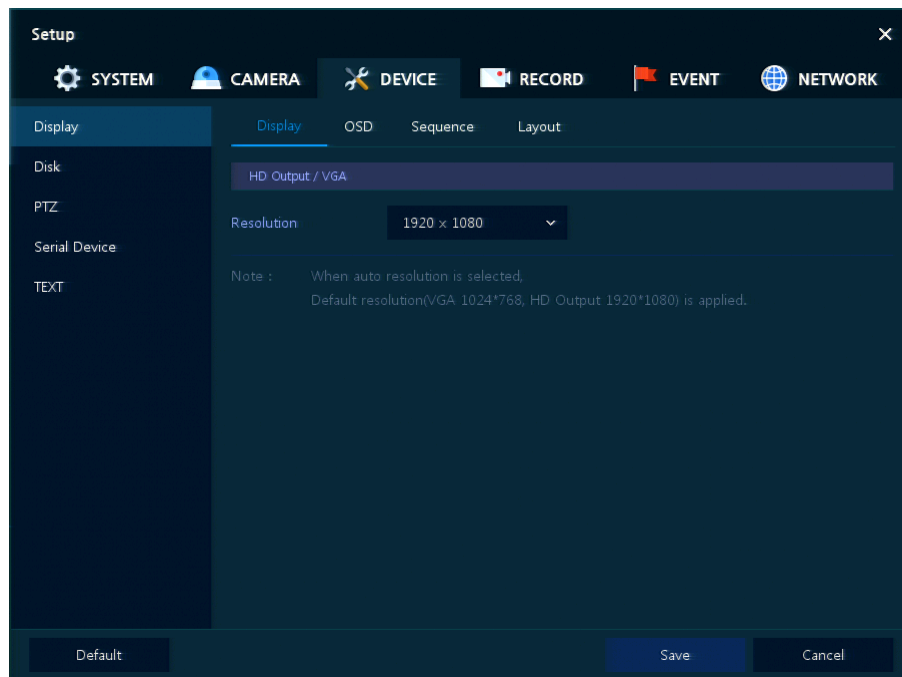 Setup
SYSTEM CAMERA DEVICE RECORD EVENT NETWORK
Display
Disk
PTZ
Serial Device
TEXT
Display OSD Sequence Layout
HD Output / VGA
Resolution 1920 × 1080
Note : When auto resolution is selected,
Default resolution(VGA 1024*768, HD Output 1920*1080) is applied.
Default Save Cancel